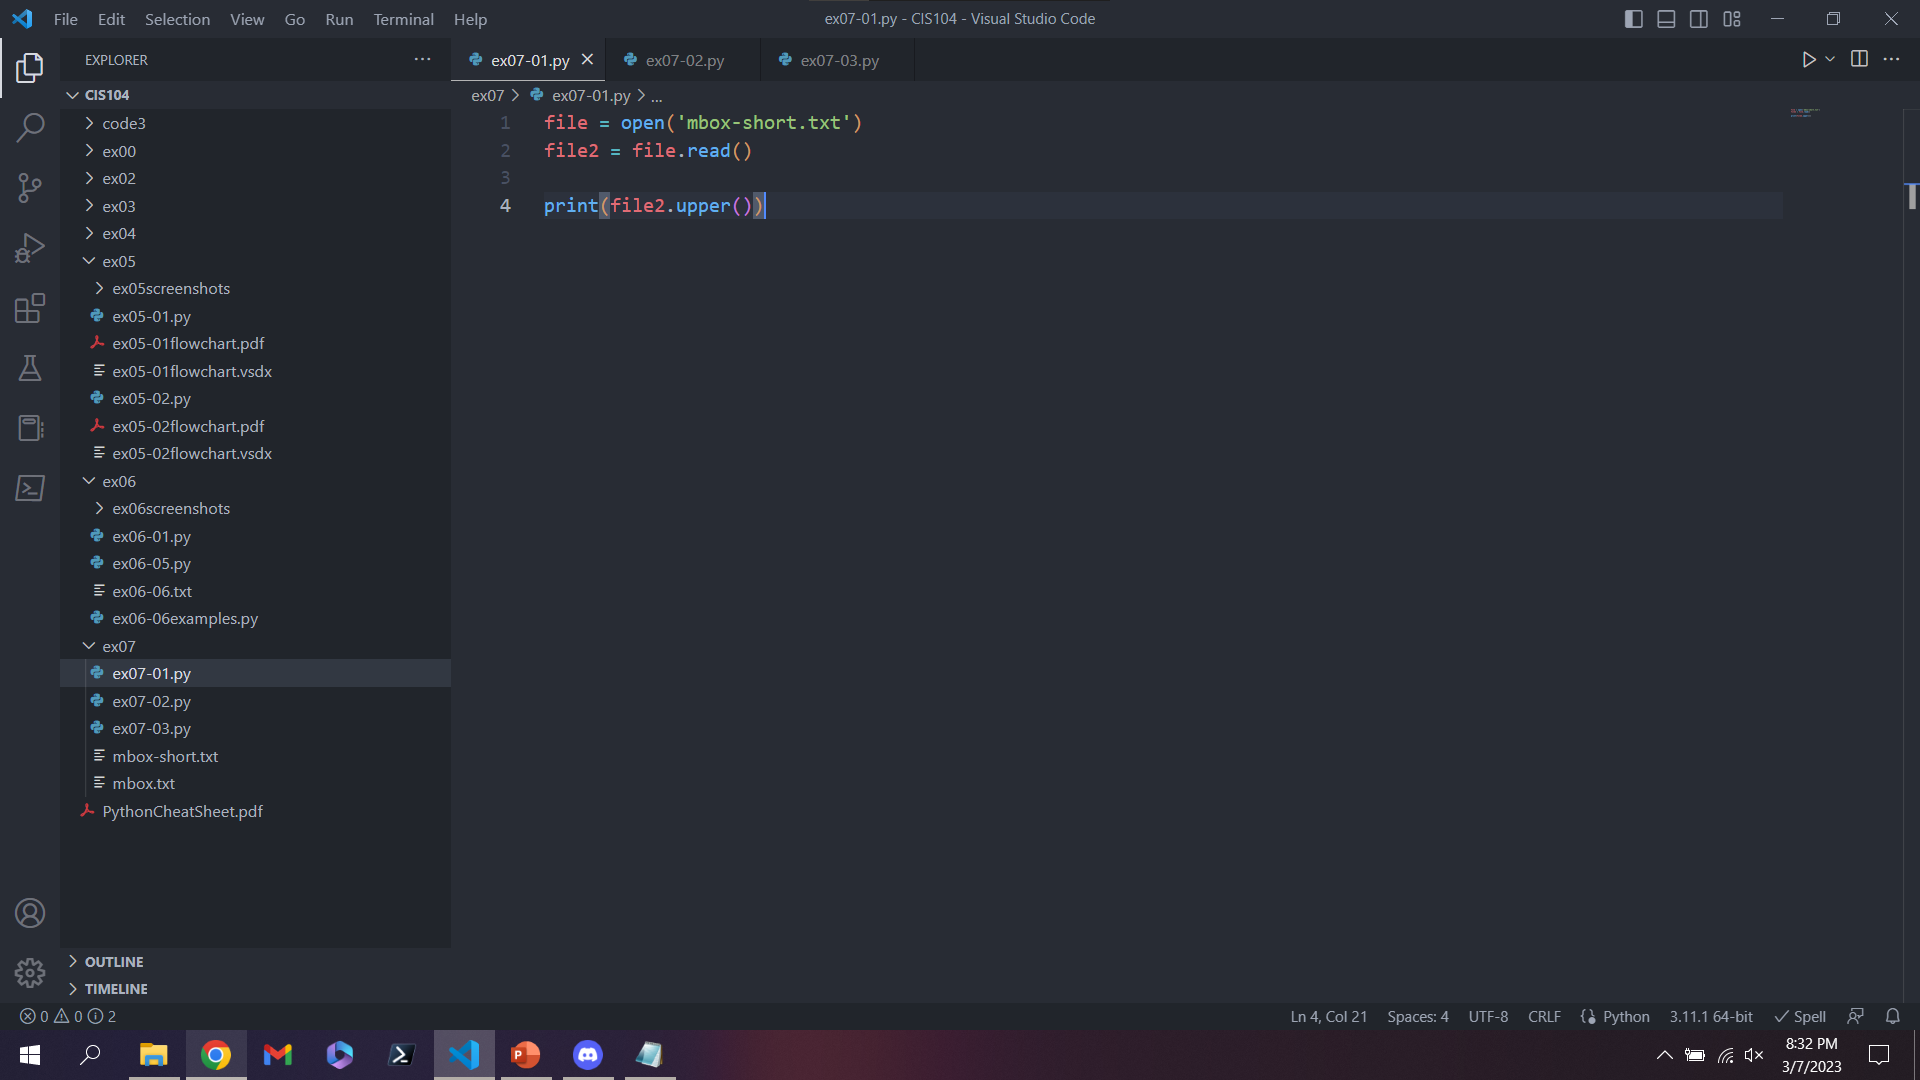 File Edit Selection View Go Run Terminal Help
ex07-01.py - CIS104 - Visual Studio Code
EXPLORER
ex07-01.py
ex07-02.py
ex07-03.py
CIS104
code3
ex00
ex02
ex03
ex04
ex05
ex05screenshots
ex05-01.py
ex05-01flowchart.pdf
ex05-01flowchart.vsdx
ex05-02.py
ex05-02flowchart.pdf
ex05-02flowchart.vsdx
ex06
ex06screenshots
ex06-01.py
ex06-05.py
ex06-06.txt
ex06-06examples.py
ex07
ex07-01.py
ex07-02.py
ex07-03.py
mbox-short.txt
mbox.txt
PythonCheatSheet.pdf
OUTLINE
TIMELINE
ex07 > ex07-01.py > ...
1 file = open('mbox-short.txt')
2 file2 = file.read()
3
4 print(file2.upper())
0 0 2
Ln 4, Col 21 Spaces: 4 UTF-8 CRLF Python 3.11.1 64-bit Spell
8:32 PM
3/7/2023